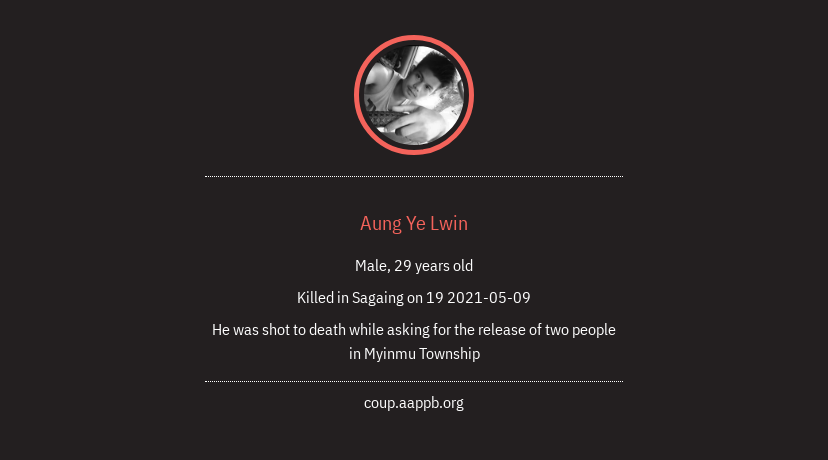 Aung Ye Lwin
Male, 29 years old
Killed in Sagaing on 19 2021-05-09
He was shot to death while asking for the release of two people
in Myinmu Township
coup.aappb.org